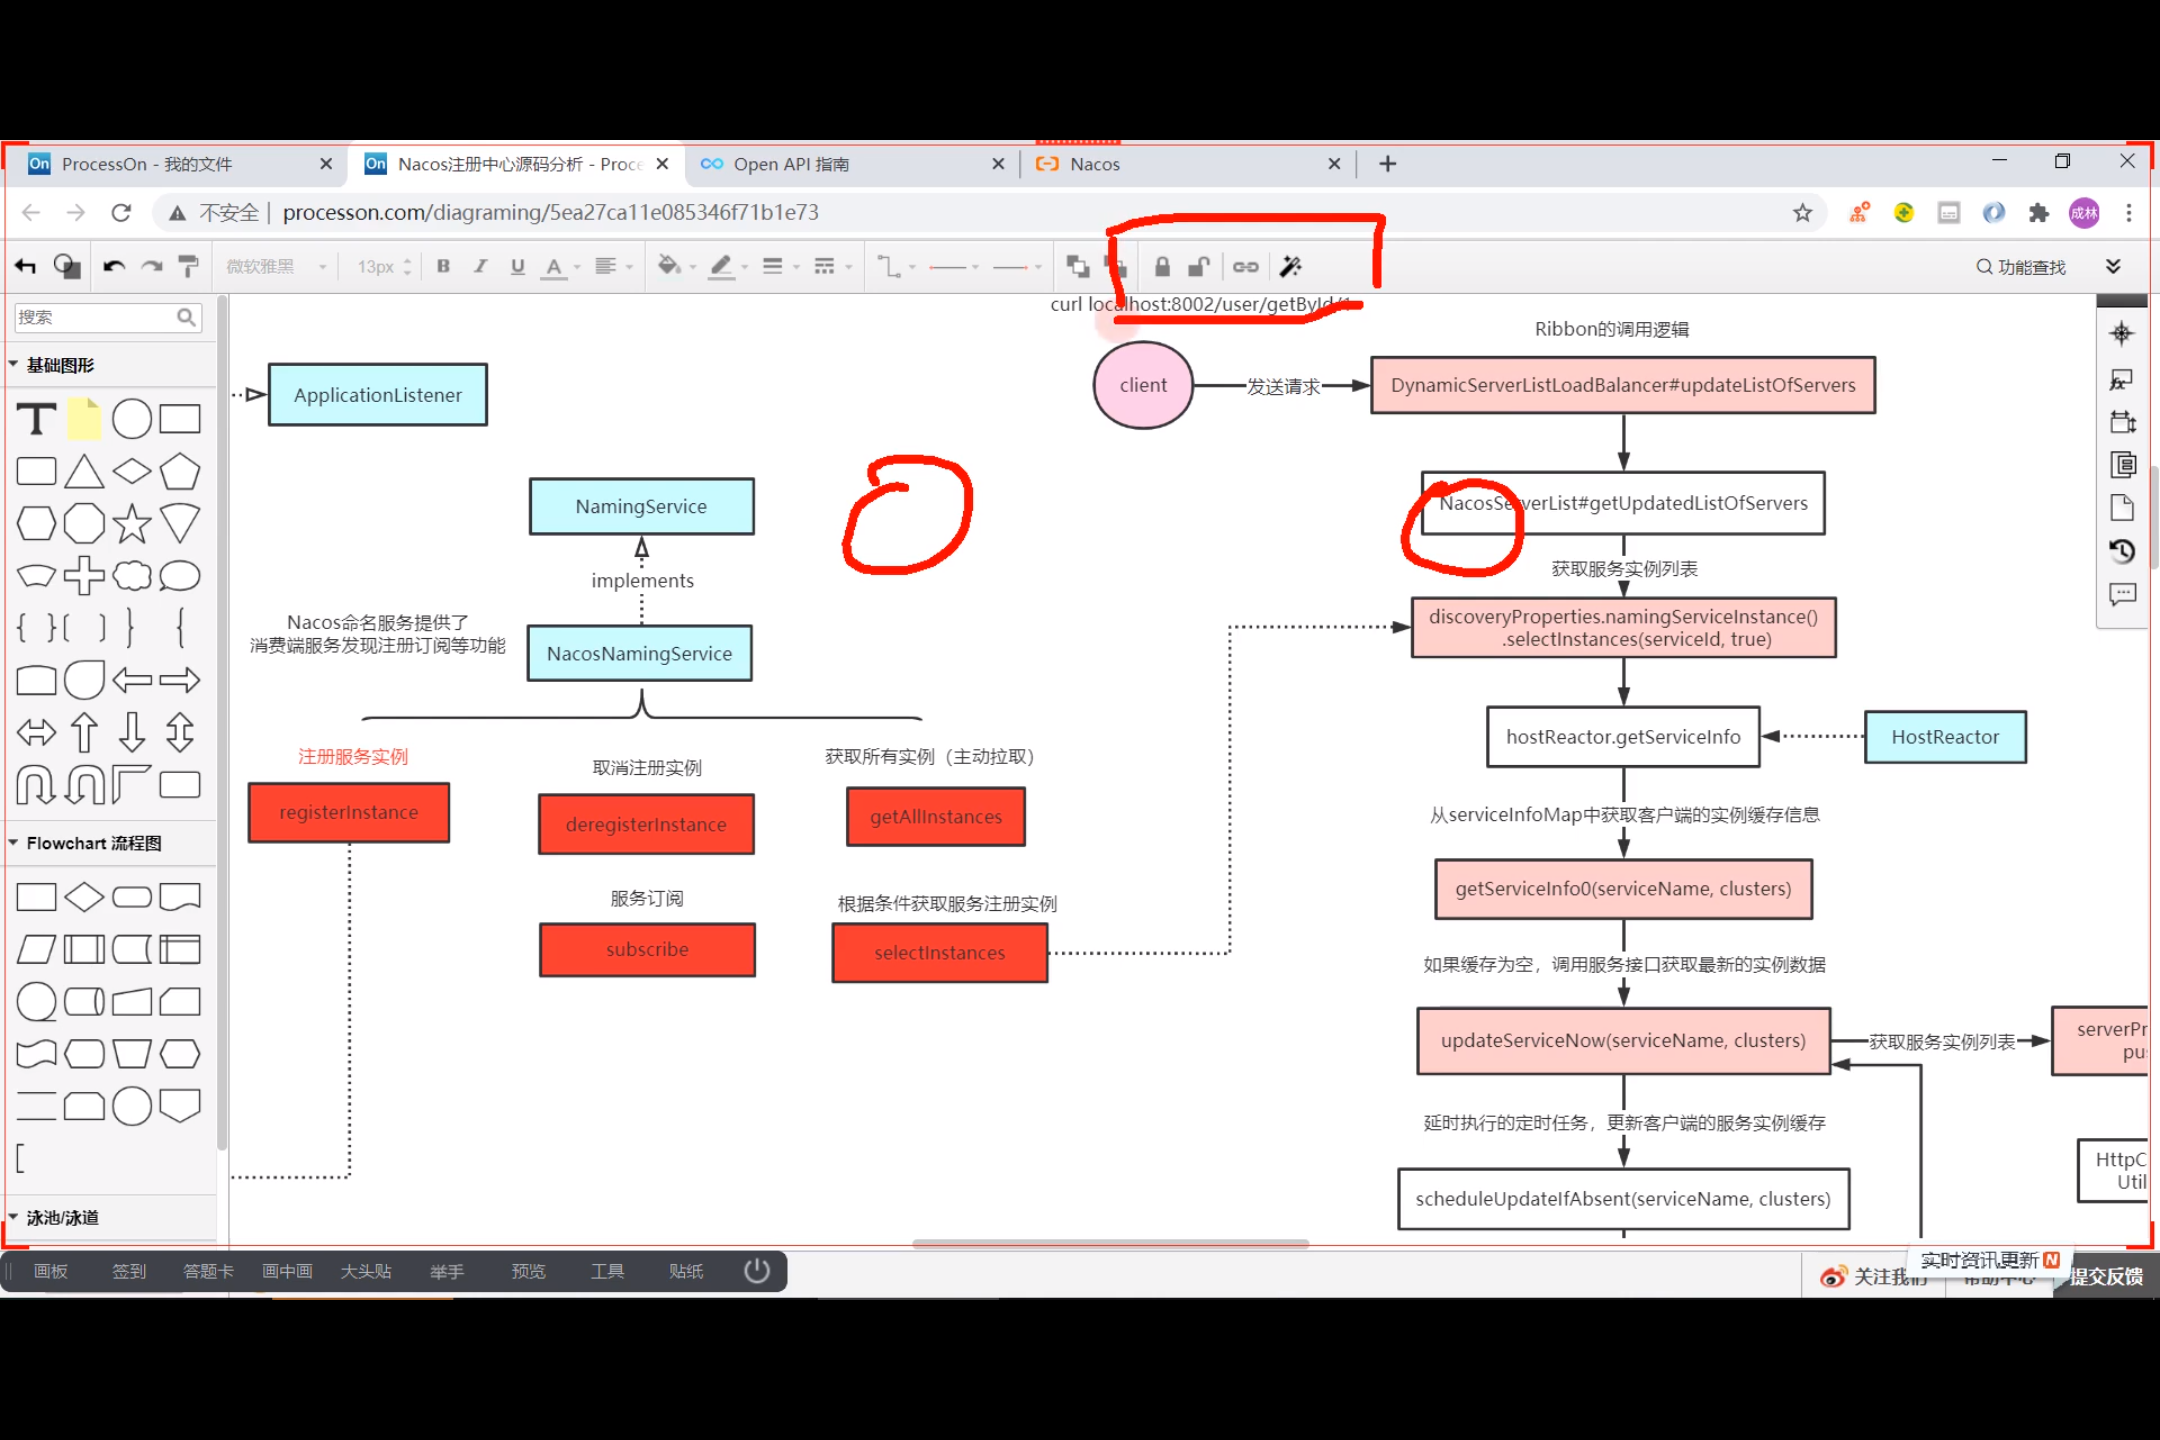 ProcessOn - 我的文件
Nacos注册中心源码分析 - Proce
Open API 指南
Nacos
不安全
processon.com/diagraming/5ea27ca11e085346f71b1e73
成林
微软雅黑
13px
功能查找
搜索
基础图形
Flowchart 流程图
泳池/泳道
curl localhost:8002/user/getById/1
Ribbon的调用逻辑
client
发送请求
DynamicServerListLoadBalancer#updateListOfServers
ApplicationListener
NamingService
NacosServerList#getUpdatedListOfServers
implements
获取服务实例列表
Nacos命名服务提供了
消费端服务发现注册订阅等功能
NacosNamingService
discoveryProperties.namingServiceInstance()
.selectInstances(serviceId, true)
hostReactor.getServiceInfo
HostReactor
注册服务实例
取消注册实例
获取所有实例（主动拉取）
registerInstance
deregisterInstance
getAllInstances
从serviceInfoMap中获取客户端的实例缓存信息
getServiceInfo0(serviceName, clusters)
服务订阅
根据条件获取服务注册实例
subscribe
selectInstances
如果缓存为空，调用服务接口获取最新的实例数据
updateServiceNow(serviceName, clusters)
获取服务实例列表
serverPr
pu
延时执行的定时任务，更新客户端的服务实例缓存
scheduleUpdateIfAbsent(serviceName, clusters)
HttpC
Util
画板
签到
答题卡
画中画
大头贴
举手
预览
工具
贴纸
实时资讯更新
关注我们
帮助中心
提交反馈